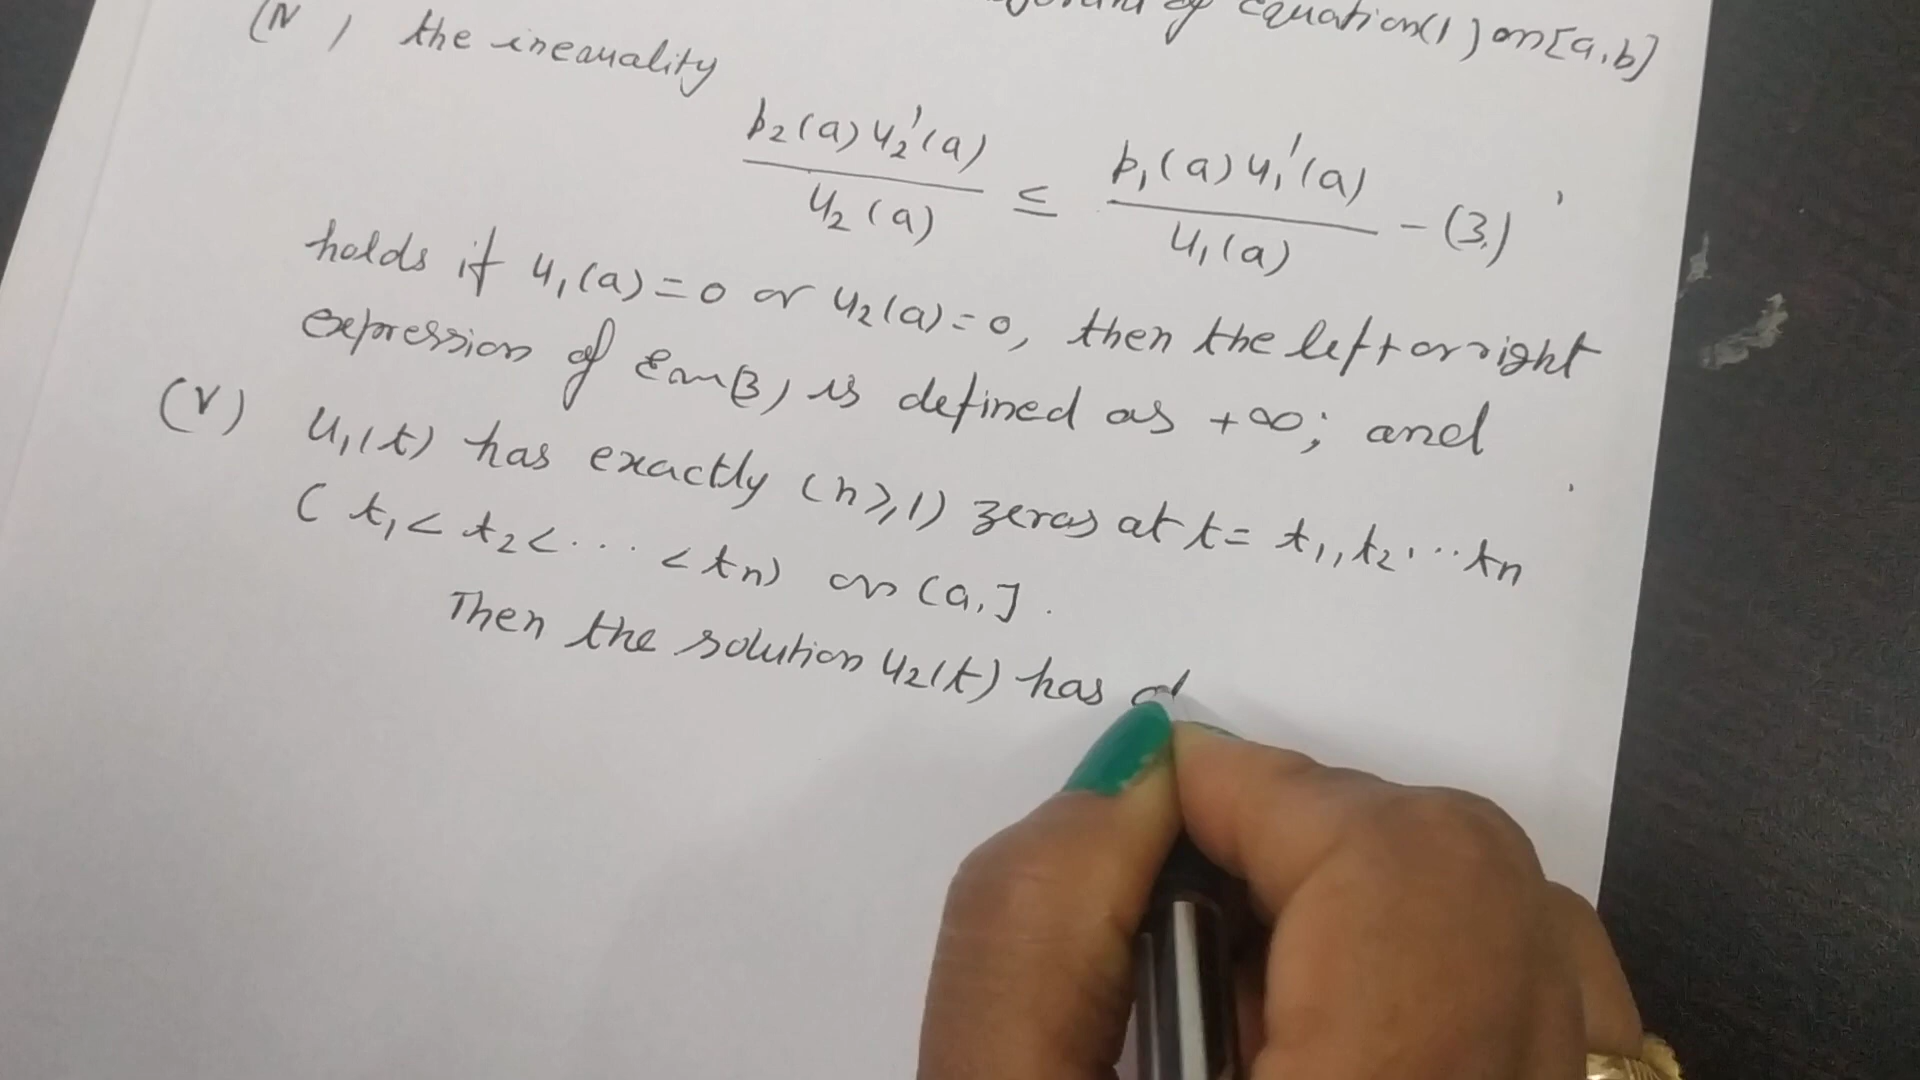 of Equation(1) on [a,b]
(iv) the inequality
p2(a)u2'(a) / u2(a) ≤ p1(a)u1'(a) / u1(a) - (3)
holds if u1(a)=0 or u2(a)=0, then the left or right
expression of Eqn(3) is defined as +∞; and
(V) u1(t) has exactly (n≥1) zeros at t= t1, t2, ... tn
( t1 < t2 < ... < tn) on (a, ].
Then the solution u2(t) has